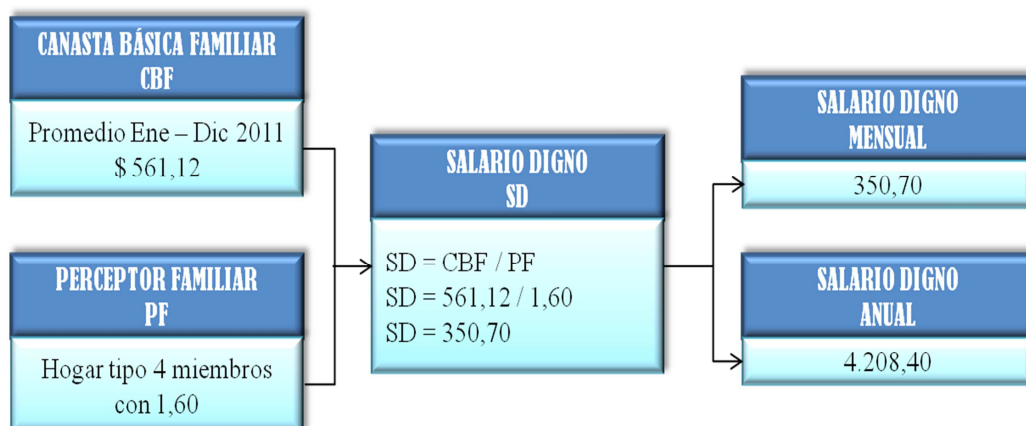 CANASTA BÁSICA FAMILIAR
CBF
Promedio Ene – Dic 2011
$ 561,12
PERCEPTOR FAMILIAR
PF
Hogar tipo 4 miembros
con 1,60
SALARIO DIGNO
SD
SD = CBF / PF
SD = 561,12 / 1,60
SD = 350,70
SALARIO DIGNO
MENSUAL
350,70
SALARIO DIGNO
ANUAL
4.208,40